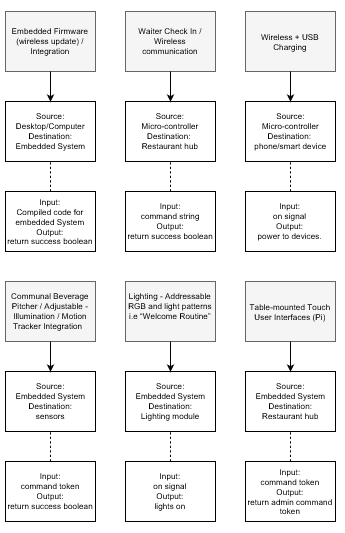 Embedded Firmware
(wireless update) /
Integration
Waiter Check In /
Wireless
communication
Wireless + USB
Charging
Source:
Desktop/Computer
Destination:
Embedded System
Source:
Micro-controller
Destination:
Restaurant hub
Source:
Micro-controller
Destination:
phone/smart device
Input:
Compiled code for
embedded System
Output:
return success boolean
Input:
command string
Output:
return success boolean
Input:
on signal
Output:
power to devices.
Communal Beverage
Pitcher / Adjustable -
Illumination / Motion
Tracker Integration
Lighting - Addressable
RGB and light patterns
i.e “Welcome Routine”
Table-mounted Touch
User Interfaces (Pi)
Source:
Embedded System
Destination:
sensors
Source:
Embedded System
Destination:
Lighting module
Source:
Embedded System
Destination:
Restaurant hub
Input:
command token
Output:
return success boolean
Input:
on signal
Output:
lights on
Input:
command token
Output:
return admin command
token